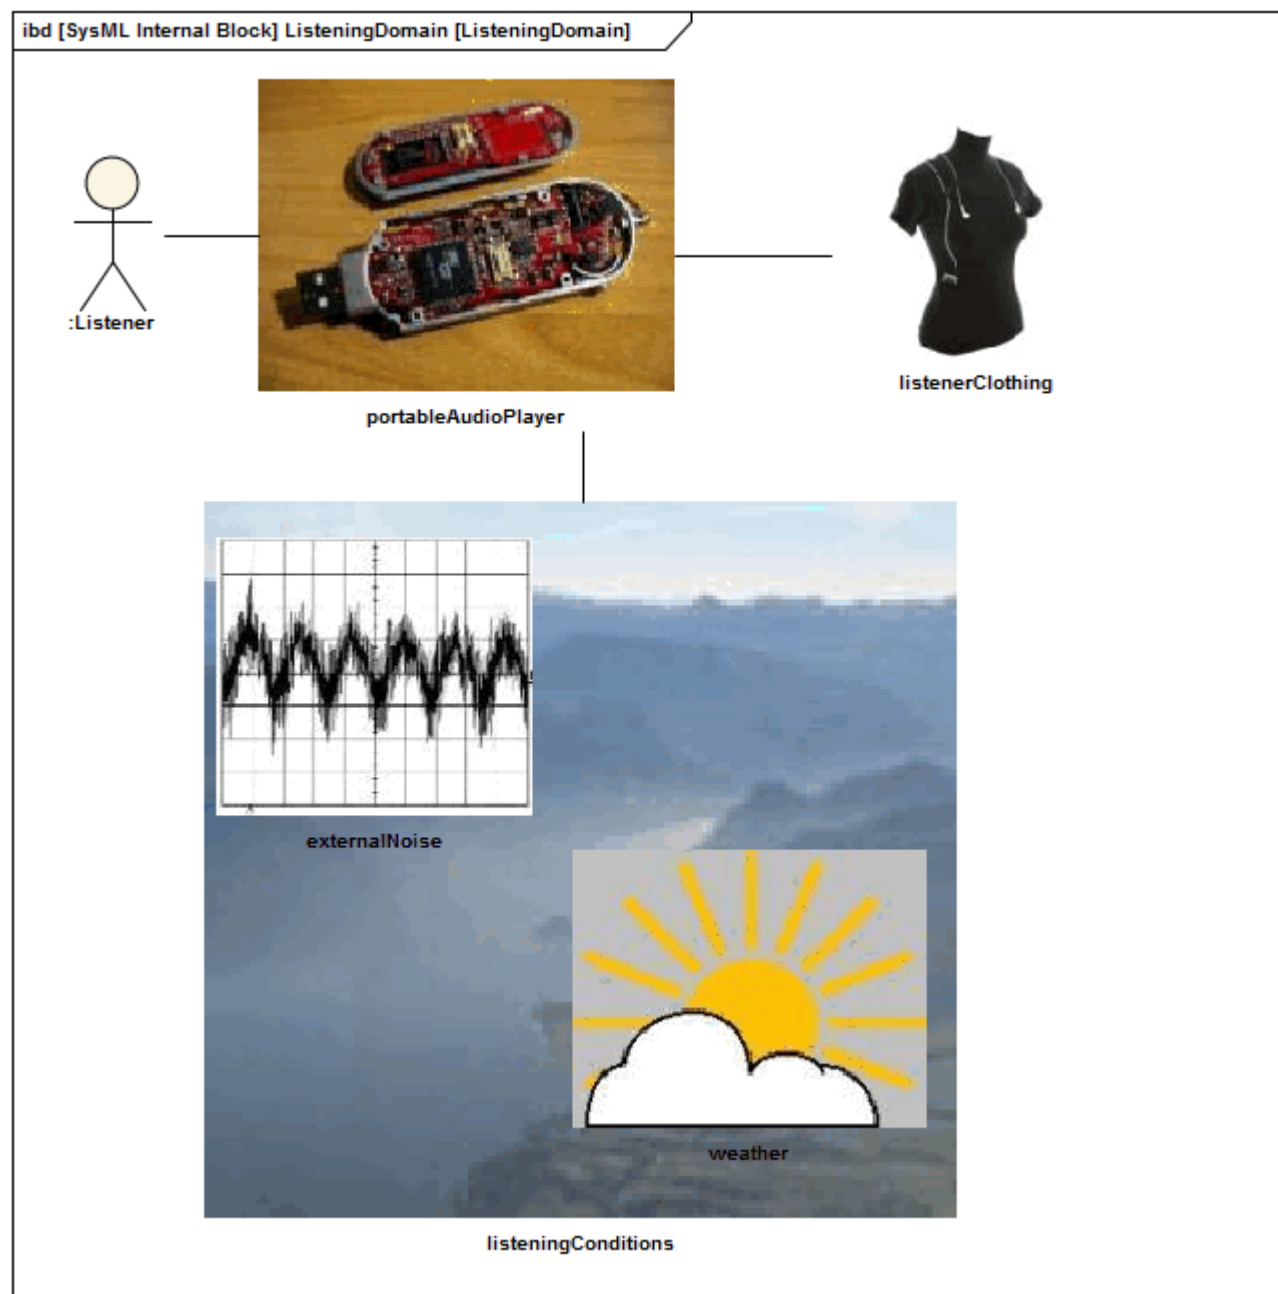 ibd [SysML Internal Block] ListeningDomain [ListeningDomain]
:Listener
portableAudioPlayer
listenerClothing
externalNoise
weather
listeningConditions